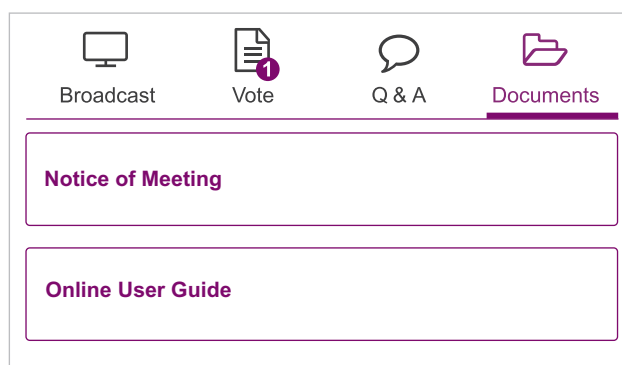 1
Broadcast Vote Q & A Documents
Notice of Meeting
Online User Guide